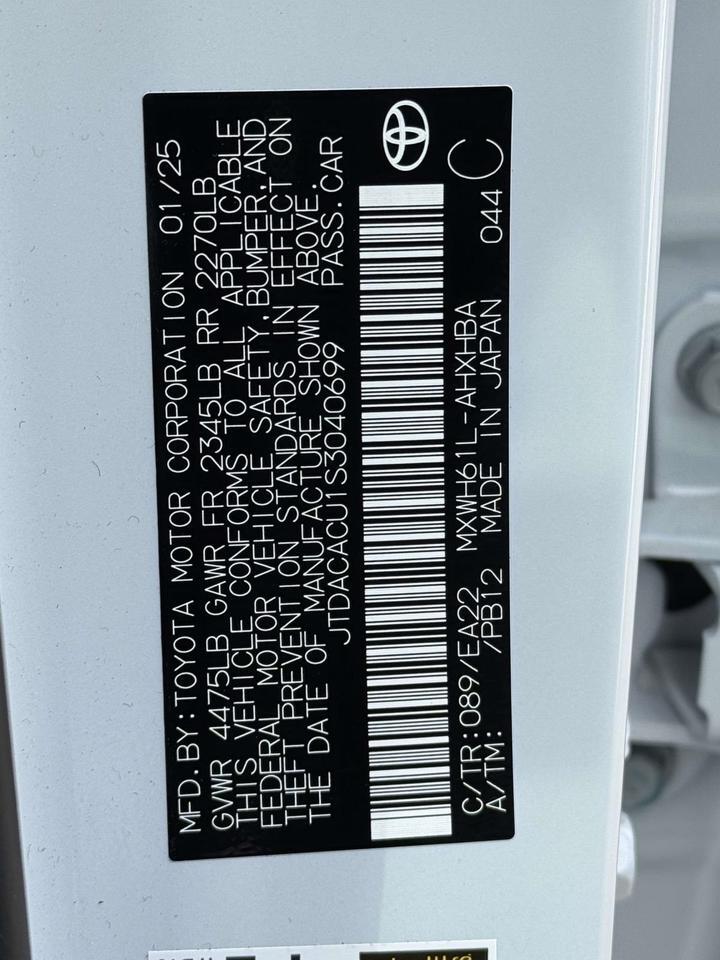 MFD. BY: TOYOTA MOTOR CORPORATION 01/25
GVWR 4475LB GAWR FR 2345LB RR 2270LB
THIS VEHICLE CONFORMS TO ALL APPLICABLE
FEDERAL MOTOR VEHICLE SAFETY, BUMPER, AND
THEFT PREVENTION STANDARDS IN EFFECT ON
THE DATE OF MANUFACTURE SHOWN ABOVE.
JTDACACU1S3040699 PASS. CAR
C/TR: 089/EA22 MXWH61L-AHXHBA 044 C
A/TM: /PB12 MADE IN JAPAN